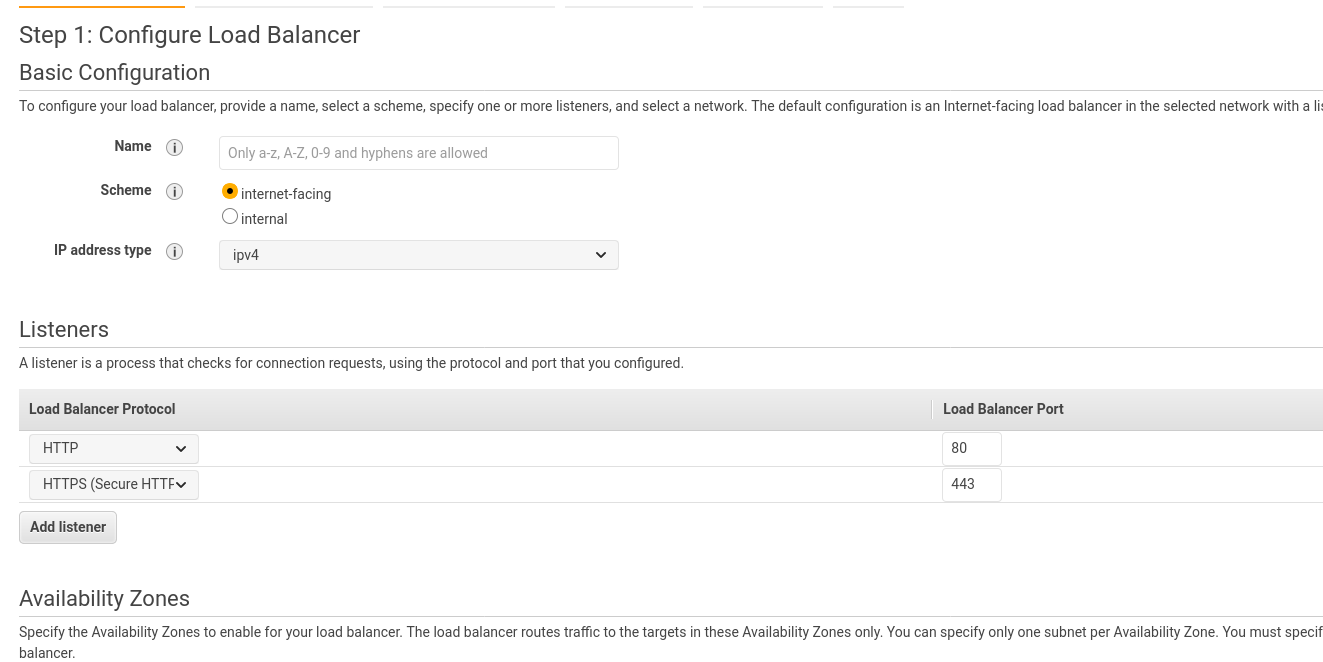 Step 1: Configure Load Balancer
Basic Configuration
To configure your load balancer, provide a name, select a scheme, specify one or more listeners, and select a network. The default configuration is an Internet-facing load balancer in the selected network with a
Name
Only a-z, A-Z, 0-9 and hyphens are allowed
Scheme
internet-facing
internal
IP address type
ipv4
Listeners
A listener is a process that checks for connection requests, using the protocol and port that you configured.
Load Balancer Protocol Load Balancer Port
HTTP 80
HTTPS (Secure HTTP 443
Add listener
Availability Zones
Specify the Availability Zones to enable for your load balancer. The load balancer routes traffic to the targets in these Availability Zones only. You can specify only one subnet per Availability Zone. You must
balancer.